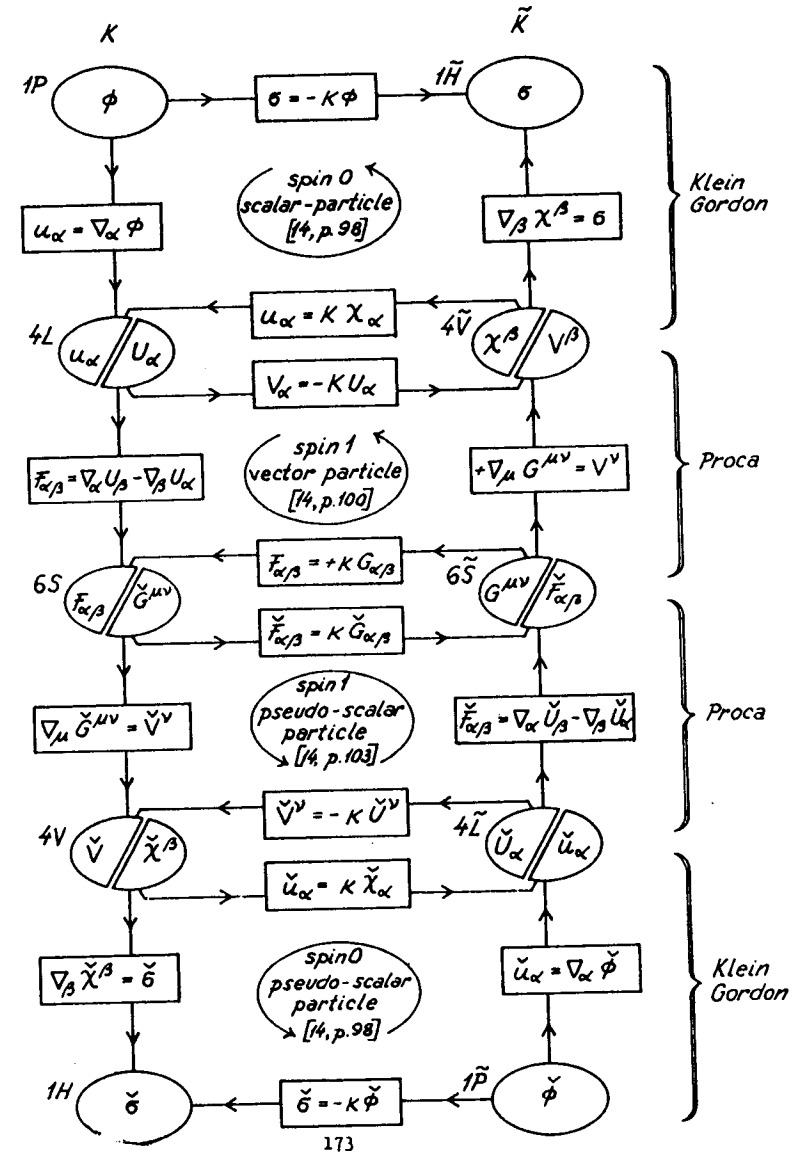 K K̃
1P φ σ = -κφ 1H̃ σ
spin 0
scalar-particle
[14, p.98]
u_α = ∇_α φ
∇_β χ^β = σ
Klein
Gordon
u_α = κ χ_α
4L u_α U_α
4Ṽ χ^β V^β
V_α = -κ U_α
F_αβ = ∇_α U_β - ∇_β U_α
spin 1
vector particle
[14, p.100]
+∇_μ G^μν = V^ν
Proca
F_αβ = +κ G_αβ
6S F_αβ Ǧ^μν
6S̃ G^μν F̌_αβ
F̌_αβ = κ Ǧ_αβ
spin 1
pseudo-scalar
particle
[14, p.103]
∇_μ Ǧ^μν = V̌^ν
F̌_αβ = ∇_α Ǔ_β - ∇_β Ǔ_α
Proca
V̌^ν = -κ Ǔ^ν
4V V̌ χ̌^β
4L̃ Ǔ_α ǔ_α
ǔ_α = κ χ̌_α
spin 0
pseudo-scalar
particle
[14, p.98]
∇_β χ̌^β = σ̌
ǔ_α = ∇_α φ̌
Klein
Gordon
1H σ̌ σ̌ = -κφ̌ 1P̃ φ̌
173